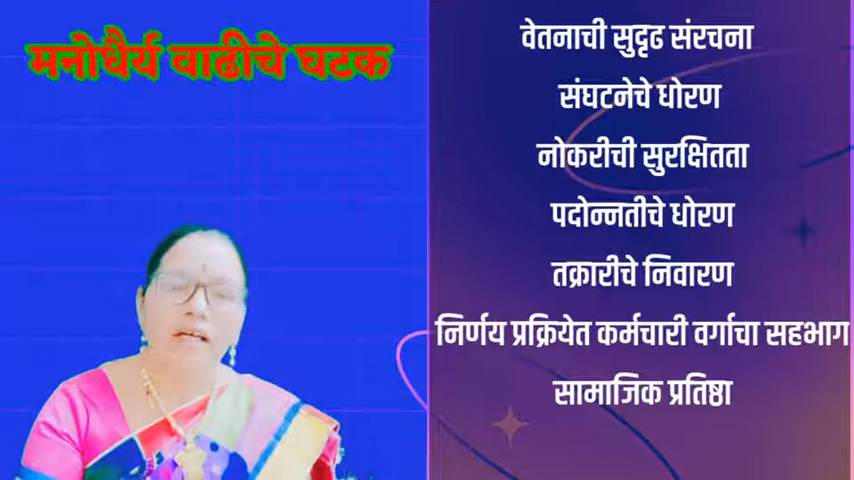 मनोधैर्य वाढीचे घटक
वेतनाची सुदृढ संरचना
संघटनेचे धोरण
नोकरीची सुरक्षितता
पदोन्नतीचे धोरण
तक्रारीचे निवारण
निर्णय प्रक्रियेत कर्मचारी वर्गाचा सहभाग
सामाजिक प्रतिष्ठा